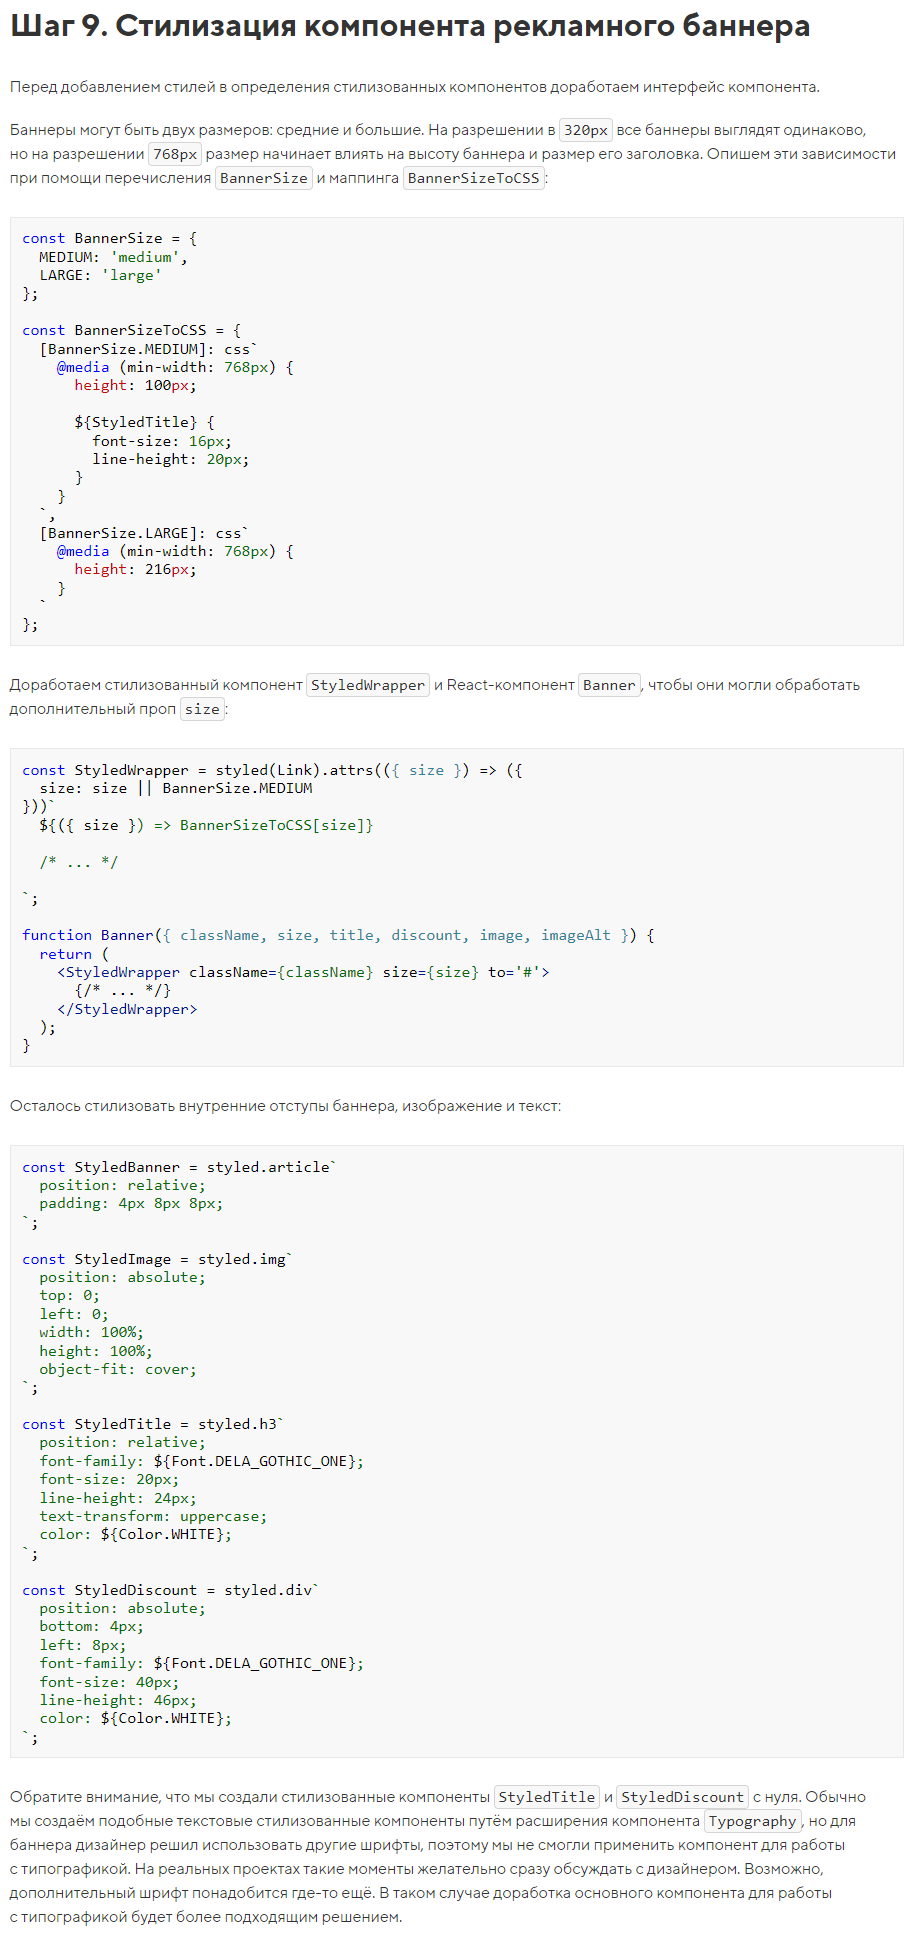 Шаг 9. Стилизация компонента рекламного баннера
Перед добавлением стилей в определения стилизованных компонентов доработаем интерфейс компонента.
Баннеры могут быть двух размеров: средние и большие. На разрешении в 320px все баннеры выглядят одинаково,
но на разрешении 768px размер начинает влиять на высоту баннера и размер его заголовка. Опишем эти зависимости
при помощи перечисления BannerSize и маппинга BannerSizeToCSS:
const BannerSize = {
  MEDIUM: 'medium',
  LARGE: 'large'
};
const BannerSizeToCSS = {
  [BannerSize.MEDIUM]: css`
    @media (min-width: 768px) {
      height: 100px;
      ${StyledTitle} {
        font-size: 16px;
        line-height: 20px;
      }
    }
  `,
  [BannerSize.LARGE]: css`
    @media (min-width: 768px) {
      height: 216px;
    }
  `
};
Доработаем стилизованный компонент StyledWrapper и React-компонент Banner, чтобы они могли обработать
дополнительный проп size:
const StyledWrapper = styled(Link).attrs(({ size }) => ({
  size: size || BannerSize.MEDIUM
}))`
  ${({ size }) => BannerSizeToCSS[size]}
  /* ... */
`;
function Banner({ className, size, title, discount, image, imageAlt }) {
  return (
    <StyledWrapper className={className} size={size} to='#'>
      {/* ... */}
    </StyledWrapper>
  );
}
Осталось стилизовать внутренние отступы баннера, изображение и текст:
const StyledBanner = styled.article`
  position: relative;
  padding: 4px 8px 8px;
`;
const StyledImage = styled.img`
  position: absolute;
  top: 0;
  left: 0;
  width: 100%;
  height: 100%;
  object-fit: cover;
`;
const StyledTitle = styled.h3`
  position: relative;
  font-family: ${Font.DELA_GOTHIC_ONE};
  font-size: 20px;
  line-height: 24px;
  text-transform: uppercase;
  color: ${Color.WHITE};
`;
const StyledDiscount = styled.div`
  position: absolute;
  bottom: 4px;
  left: 8px;
  font-family: ${Font.DELA_GOTHIC_ONE};
  font-size: 40px;
  line-height: 46px;
  color: ${Color.WHITE};
`;
Обратите внимание, что мы создали стилизованные компоненты StyledTitle и StyledDiscount с нуля. Обычно
мы создаём подобные текстовые стилизованные компоненты путём расширения компонента Typography, но для
баннера дизайнер решил использовать другие шрифты, поэтому мы не смогли применить компонент для работы
с типографикой. На реальных проектах такие моменты желательно сразу обсуждать с дизайнером. Возможно,
дополнительный шрифт понадобится где-то ещё. В таком случае доработка основного компонента для работы
с типографикой будет более подходящим решением.